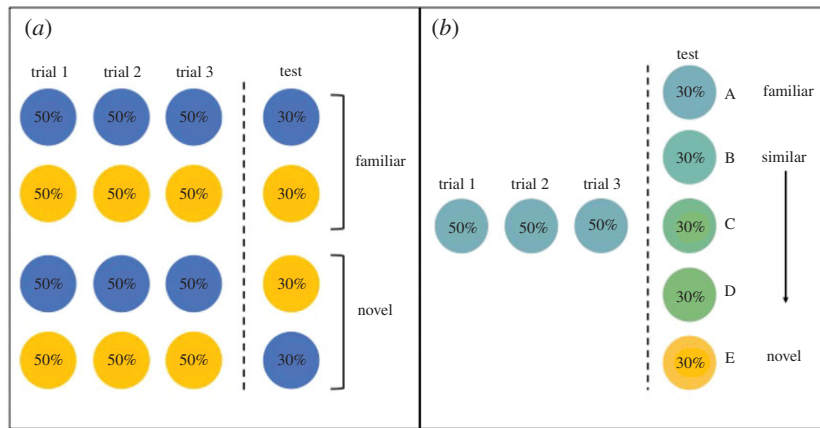 (a)
trial 1 trial 2 trial 3 test
50% 50% 50% 30%
familiar
50% 50% 50% 30%
50% 50% 50% 30%
novel
50% 50% 50% 30%
(b)
test
30% A familiar
30% B similar
trial 1 trial 2 trial 3
50% 50% 50% 30% C
30% D
30% E novel